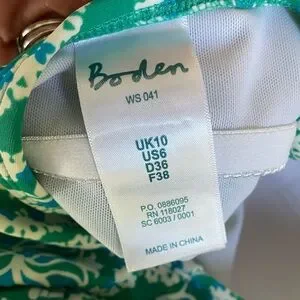 Boden
WS 041
UK10
US6
D36
F38
P.O. 0886095
RN 118027
SC 6003 / 0001
MADE IN CHINA